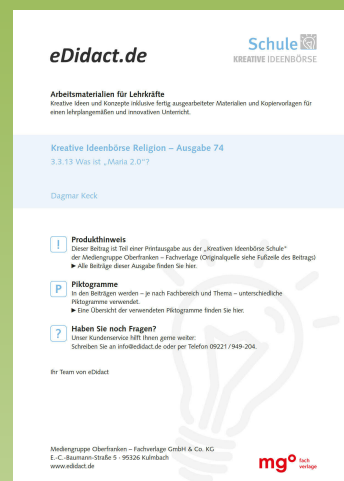 eDidact.de
Schule
KREATIVE IDEENBÖRSE
Arbeitsmaterialien für Lehrkräfte
Kreative Ideen und Konzepte inklusive fertig ausgearbeiteter Materialien und Kopiervorlagen für
einen lehrplangemäßen und innovativen Unterricht.
Kreative Ideenbörse Religion – Ausgabe 74
3.3.13 Was ist „Maria 2.0“?
Dagmar Keck
!
Produkthinweis
Dieser Beitrag ist Teil einer Printausgabe aus der „Kreativen Ideenbörse Schule“
der Mediengruppe Oberfranken – Fachverlage (Originalquelle siehe Fußzeile des Beitrags)
▶ Alle Beiträge dieser Ausgabe finden Sie hier.
P
Piktogramme
In den Beiträgen werden – je nach Fachbereich und Thema – unterschiedliche
Piktogramme verwendet.
▶ Eine Übersicht der verwendeten Piktogramme finden Sie hier.
?
Haben Sie noch Fragen?
Unser Kundenservice hilft Ihnen gerne weiter:
Schreiben Sie an info@edidact.de oder per Telefon 09221/949-204.
Ihr Team von eDidact
Mediengruppe Oberfranken – Fachverlage GmbH & Co. KG
E.-C.-Baumann-Straße 5 · 95326 Kulmbach
www.edidact.de
mgo fach
verlage